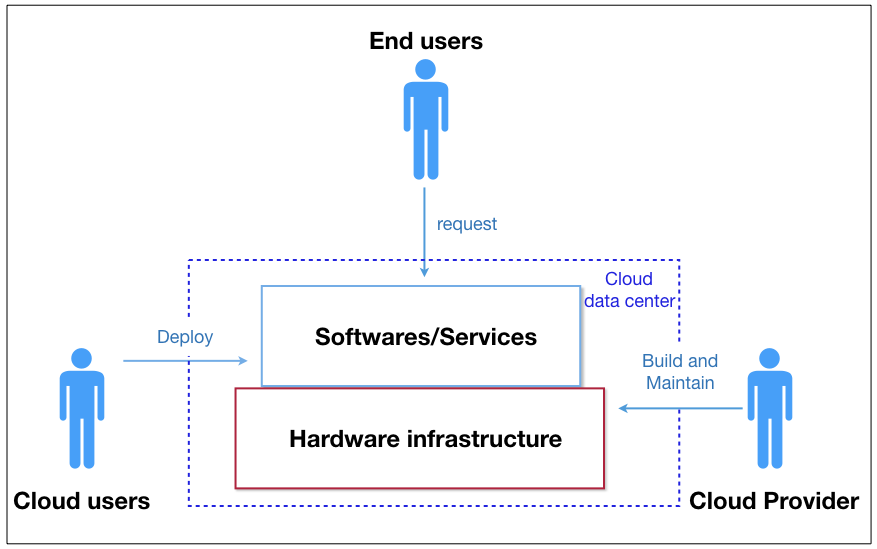 End users
request
Cloud
data center
Softwares/Services
Deploy
Build and
Maintain
Hardware infrastructure
Cloud users
Cloud Provider